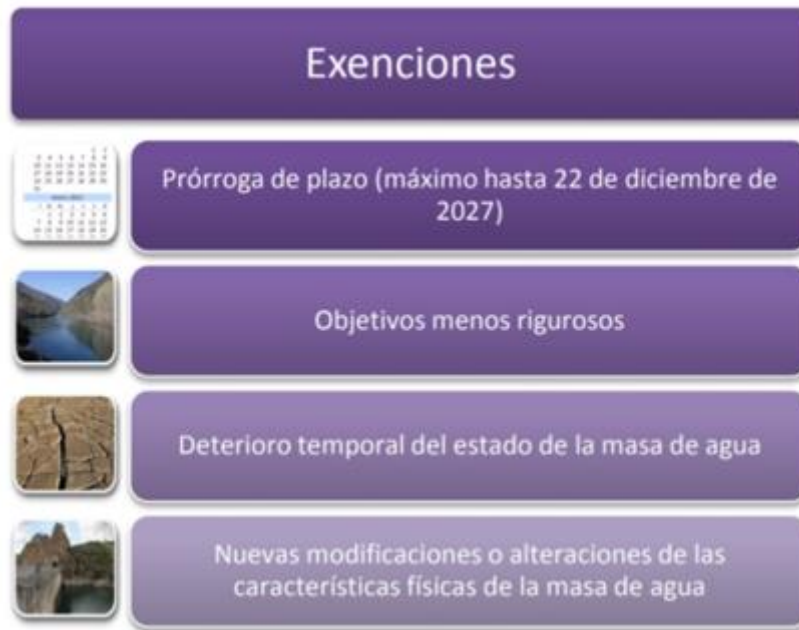 Exenciones
Prórroga de plazo (máximo hasta 22 de diciembre de
2027)
Objetivos menos rigurosos
Deterioro temporal del estado de la masa de agua
Nuevas modificaciones o alteraciones de las
características físicas de la masa de agua